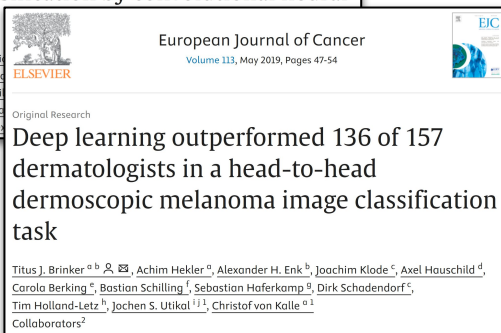 ELSEVIER
European Journal of Cancer
Volume 113, May 2019, Pages 47-54
EJC
Original Research
Deep learning outperformed 136 of 157
dermatologists in a head-to-head
dermoscopic melanoma image classification
task
Titus J. Brinker a b, Achim Hekler a, Alexander H. Enk b, Joachim Klode c, Axel Hauschild d,
Carola Berking e, Bastian Schilling f, Sebastian Haferkamp g, Dirk Schadendorf c,
Tim Holland-Letz h, Jochen S. Utikal i j 1, Christof von Kalle a 1
Collaborators2